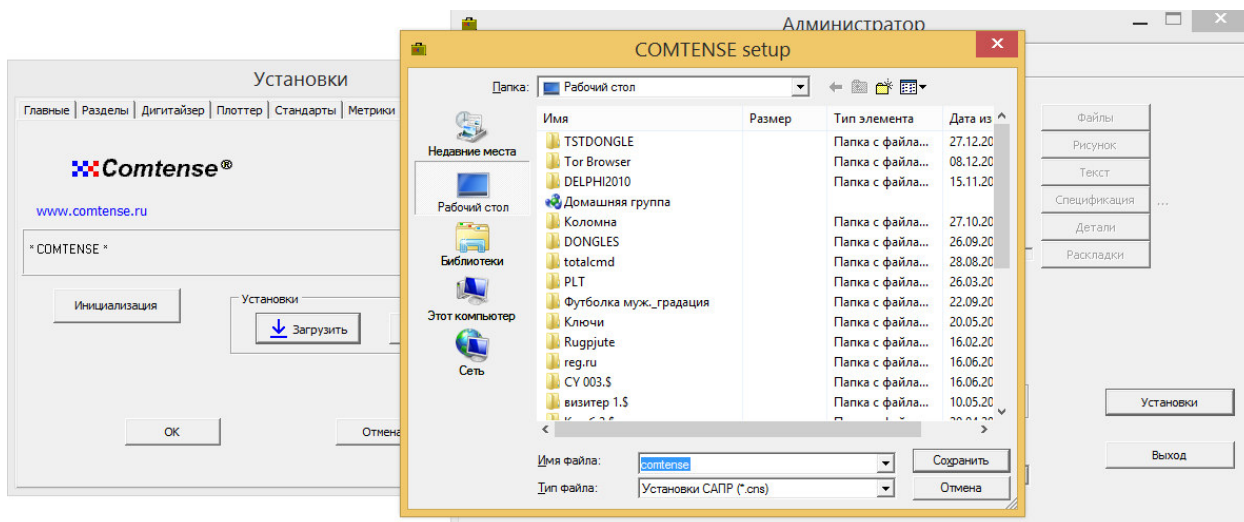 Администратор
Установки
Главные Разделы Дигитайзер Плоттер Стандарты Метрики
Comtense®
www.comtense.ru
* COMTENSE *
Инициализация
Установки
Загрузить
OK
Отмена
COMTENSE setup
Папка: Рабочий стол
Имя Размер Тип элемента Дата из
TSTDONGLE Папка с файла... 27.12.20
Tor Browser Папка с файла... 08.12.20
DELPHI2010 Папка с файла... 15.11.20
Домашняя группа
Коломна Папка с файла... 27.10.20
DONGLES Папка с файла... 26.09.20
totalcmd Папка с файла... 28.08.20
PLT Папка с файла... 26.03.20
Футболка муж._градация Папка с файла... 22.09.20
Ключи Папка с файла... 20.05.20
Rugpjute Папка с файла... 16.02.20
reg.ru Папка с файла... 16.06.20
CY 003.$ Папка с файла... 16.06.20
визитер 1.$ Папка с файла... 10.05.20
Недавние места
Рабочий стол
Библиотеки
Этот компьютер
Сеть
Имя файла: comtense Сохранить
Тип файла: Установки САПР (*.cns) Отмена
Файлы
Рисунок
Текст
Спецификация ...
Детали
Раскладки
Установки
Выход